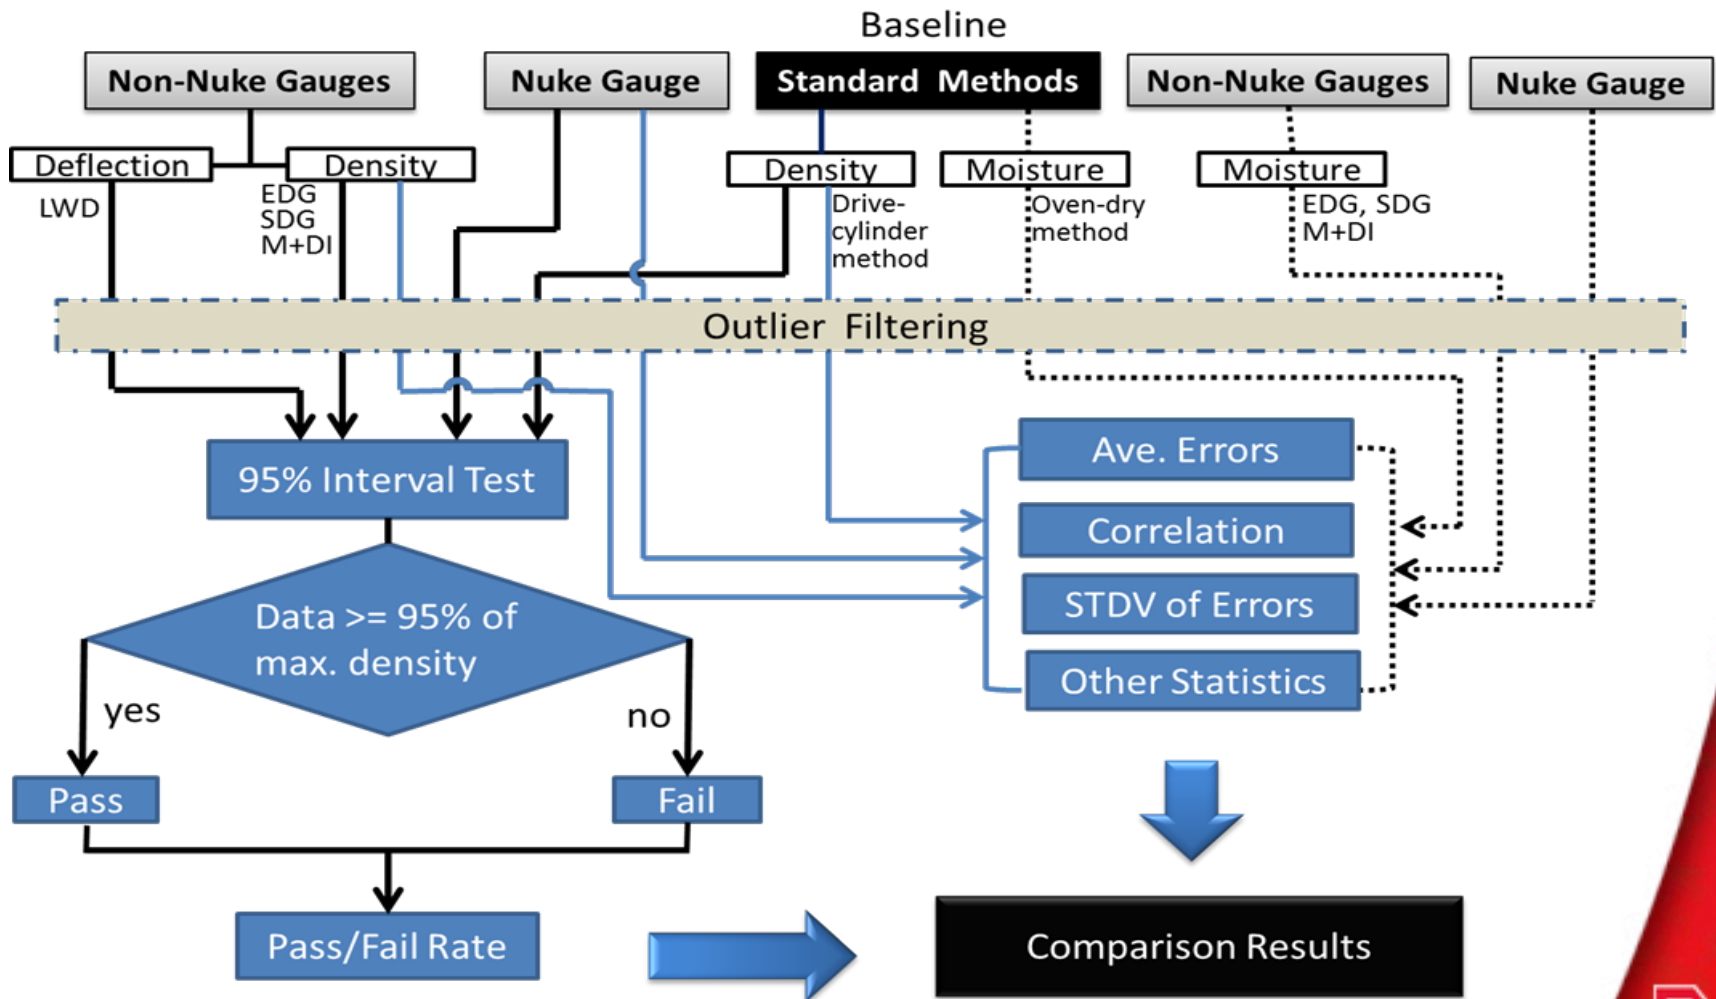 Baseline
Non-Nuke Gauges
Nuke Gauge
Standard Methods
Non-Nuke Gauges
Nuke Gauge
Deflection
Density
Density
Moisture
Moisture
LWD
EDG
SDG
M+DI
Drive-
cylinder
method
Oven-dry
method
EDG, SDG
M+DI
Outlier Filtering
95% Interval Test
Ave. Errors
Correlation
STDV of Errors
Other Statistics
Data >= 95% of
max. density
yes
no
Pass
Fail
Pass/Fail Rate
Comparison Results